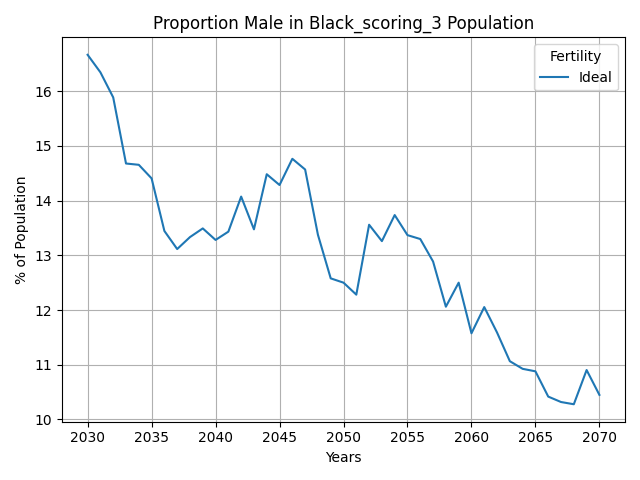 Proportion Male in Black_scoring_3 Population
Fertility
Ideal
16
15
14
13
12
11
10
% of Population
2030 2035 2040 2045 2050 2055 2060 2065 2070
Years